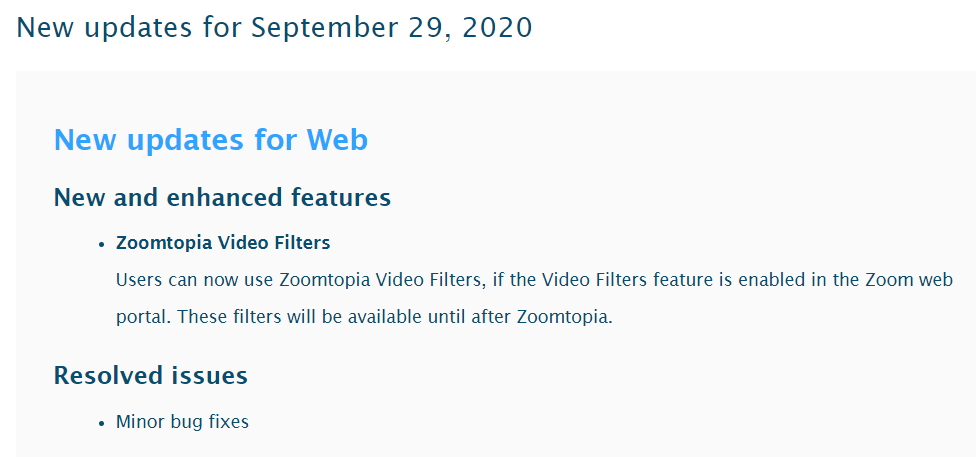 New updates for September 29, 2020
New updates for Web
New and enhanced features
• Zoomtopia Video Filters
Users can now use Zoomtopia Video Filters, if the Video Filters feature is enabled in the Zoom web
portal. These filters will be available until after Zoomtopia.
Resolved issues
• Minor bug fixes